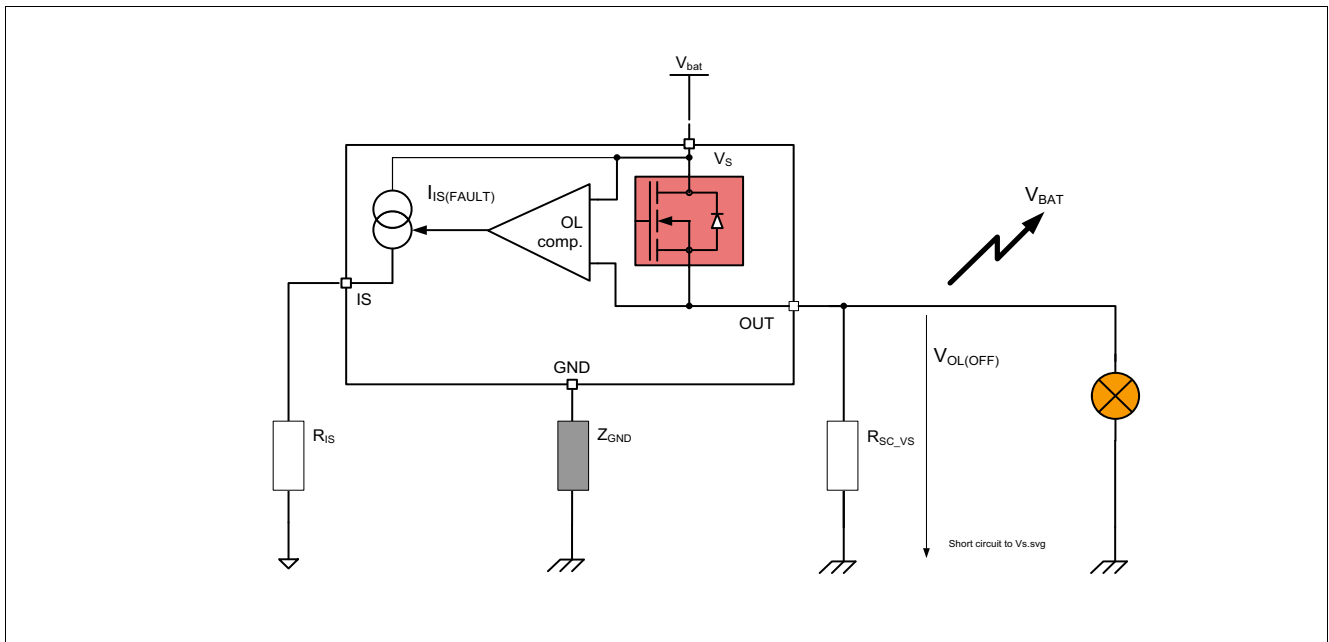 Vbat
VS
IIS(FAULT)
OL
comp.
VBAT
IS
OUT
VOL(OFF)
GND
RIS
ZGND
RSC_VS
Short circuit to Vs.svg